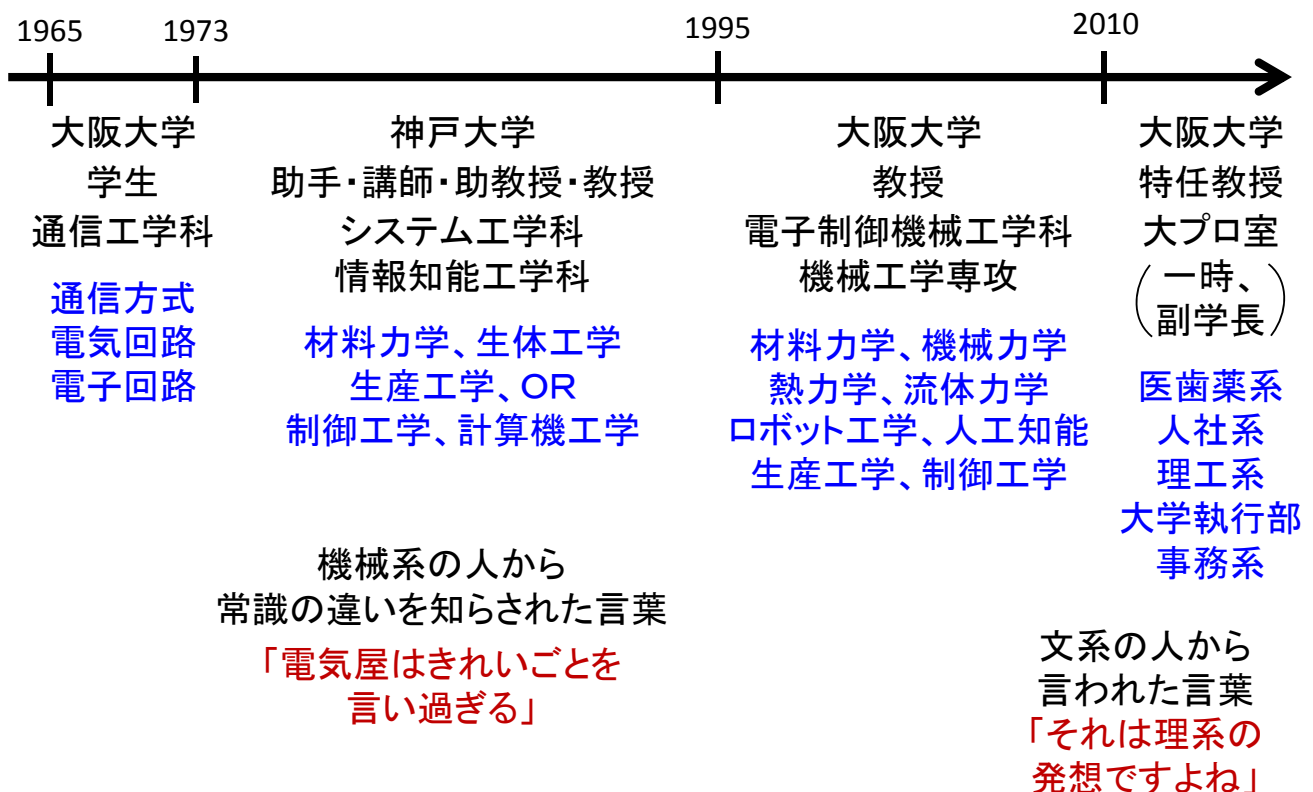 1965
1973
1995
2010
大阪大学
学生
通信工学科
通信方式
電気回路
電子回路
神戸大学
助手・講師・助教授・教授
システム工学科
情報知能工学科
材料力学、生体工学
生産工学、ＯＲ
制御工学、計算機工学
機械系の人から
常識の違いを知らされた言葉
「電気屋はきれいごとを
言い過ぎる」
大阪大学
教授
電子制御機械工学科
機械工学専攻
材料力学、機械力学
熱力学、流体力学
ロボット工学、人工知能
生産工学、制御工学
大阪大学
特任教授
大プロ室
(一時、
副学長)
医歯薬系
人社系
理工系
大学執行部
事務系
文系の人から
言われた言葉
「それは理系の
発想ですよね」